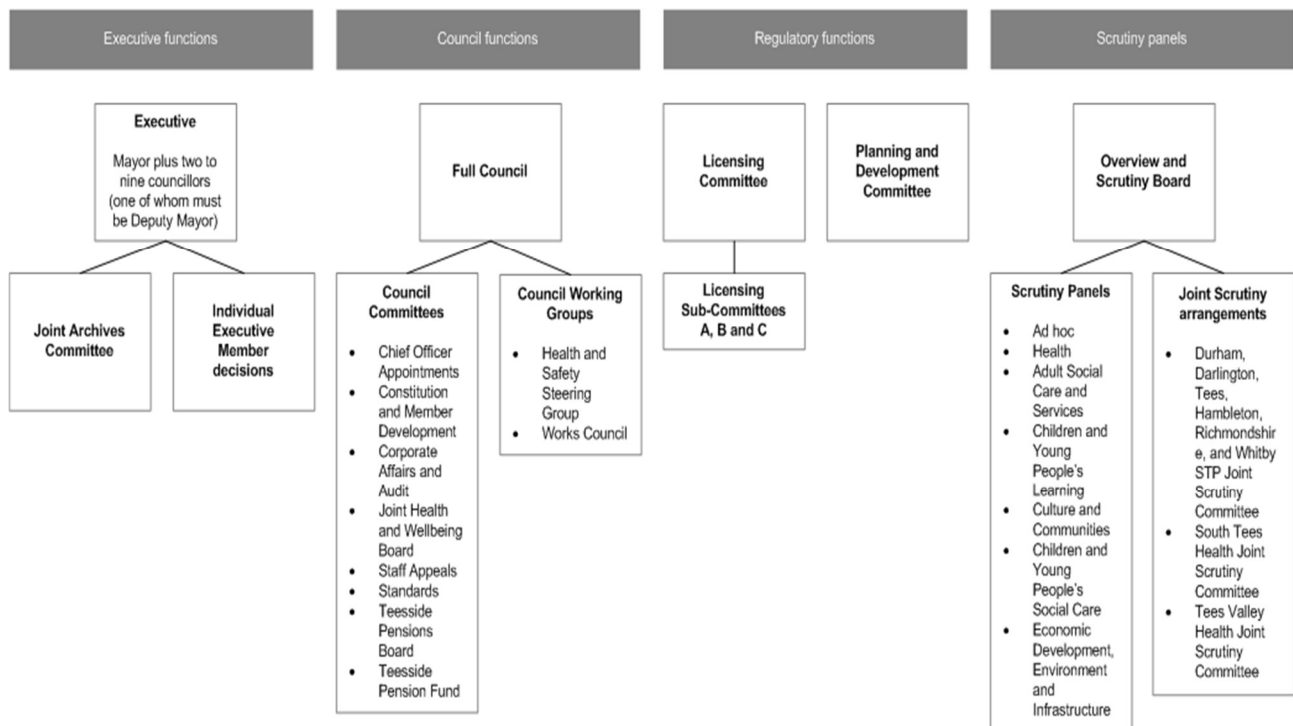 Executive functions
Council functions
Regulatory functions
Scrutiny panels
Executive
Mayor plus two to
nine councillors
(one of whom must
be Deputy Mayor)
Full Council
Licensing
Committee
Planning and
Development
Committee
Overview and
Scrutiny Board
Joint Archives
Committee
Individual
Executive
Member
decisions
Council
Committees
• Chief Officer
Appointments
• Constitution
and Member
Development
• Corporate
Affairs and
Audit
• Joint Health
and Wellbeing
Board
• Staff Appeals
• Standards
• Teesside
Pensions
Board
• Teesside
Pension Fund
Council Working
Groups
• Health and
Safety
Steering
Group
• Works Council
Licensing
Sub-Committees
A, B and C
Scrutiny Panels
• Ad hoc
• Health
• Adult Social
Care and
Services
• Children and
Young
People's
Learning
• Culture and
Communities
• Children and
Young
People's
Social Care
• Economic
Development,
Environment
and
Infrastructure
Joint Scrutiny
arrangements
• Durham,
Darlington,
Tees,
Hambleton,
Richmondshir
e, and Whitby
STP Joint
Scrutiny
Committee
• South Tees
Health Joint
Scrutiny
Committee
• Tees Valley
Health Joint
Scrutiny
Committee